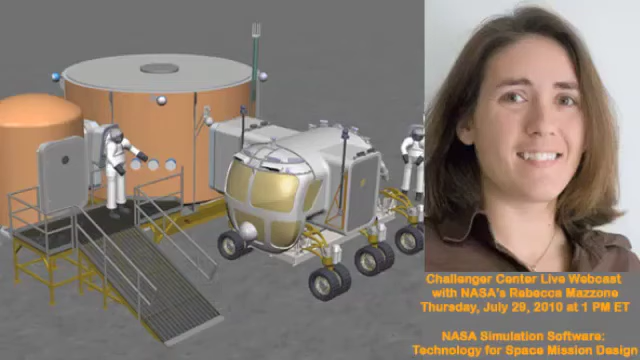 Challenger Center Live Webcast
with NASA's Rebecca Mazzone
Thursday, July 29, 2010 at 1 PM ET
NASA Simulation Software:
Technology for Space Mission Design